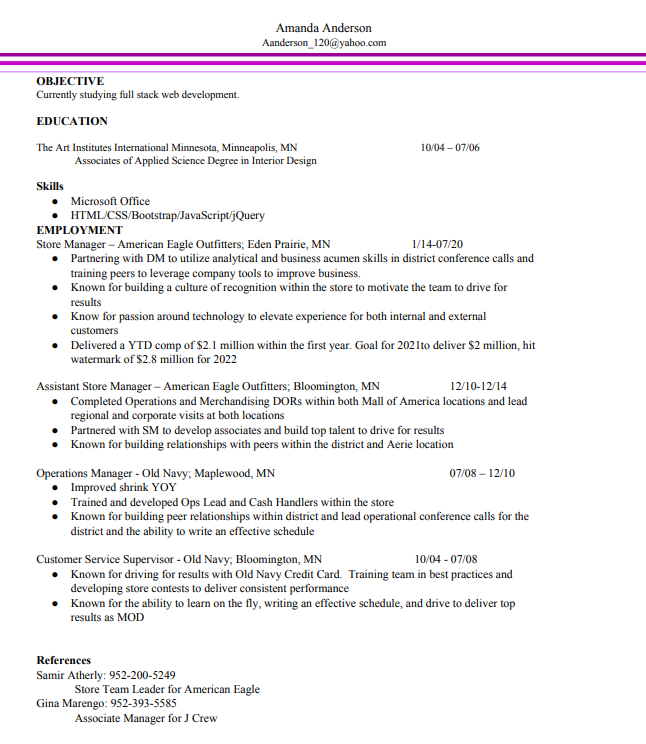 Amanda Anderson
Aanderson_120@yahoo.com
OBJECTIVE
Currently studying full stack web development.
EDUCATION
The Art Institutes International Minnesota, Minneapolis, MN 10/04 – 07/06
Associates of Applied Science Degree in Interior Design
Skills
● Microsoft Office
● HTML/CSS/Bootstrap/JavaScript/jQuery
EMPLOYMENT
Store Manager – American Eagle Outfitters; Eden Prairie, MN 1/14-07/20
● Partnering with DM to utilize analytical and business acumen skills in district conference calls and
training peers to leverage company tools to improve business.
● Known for building a culture of recognition within the store to motivate the team to drive for
results
● Know for passion around technology to elevate experience for both internal and external
customers
● Delivered a YTD comp of $2.1 million within the first year. Goal for 2021to deliver $2 million, hit
watermark of $2.8 million for 2022
Assistant Store Manager – American Eagle Outfitters; Bloomington, MN 12/10-12/14
● Completed Operations and Merchandising DORs within both Mall of America locations and lead
regional and corporate visits at both locations
● Partnered with SM to develop associates and build top talent to drive for results
● Known for building relationships with peers within the district and Aerie location
Operations Manager - Old Navy; Maplewood, MN 07/08 – 12/10
● Improved shrink YOY
● Trained and developed Ops Lead and Cash Handlers within the store
● Known for building peer relationships within district and lead operational conference calls for the
district and the ability to write an effective schedule
Customer Service Supervisor - Old Navy; Bloomington, MN 10/04 - 07/08
● Known for driving for results with Old Navy Credit Card. Training team in best practices and
developing store contests to deliver consistent performance
● Known for the ability to learn on the fly, writing an effective schedule, and drive to deliver top
results as MOD
References
Samir Atherly: 952-200-5249
Store Team Leader for American Eagle
Gina Marengo: 952-393-5585
Associate Manager for J Crew